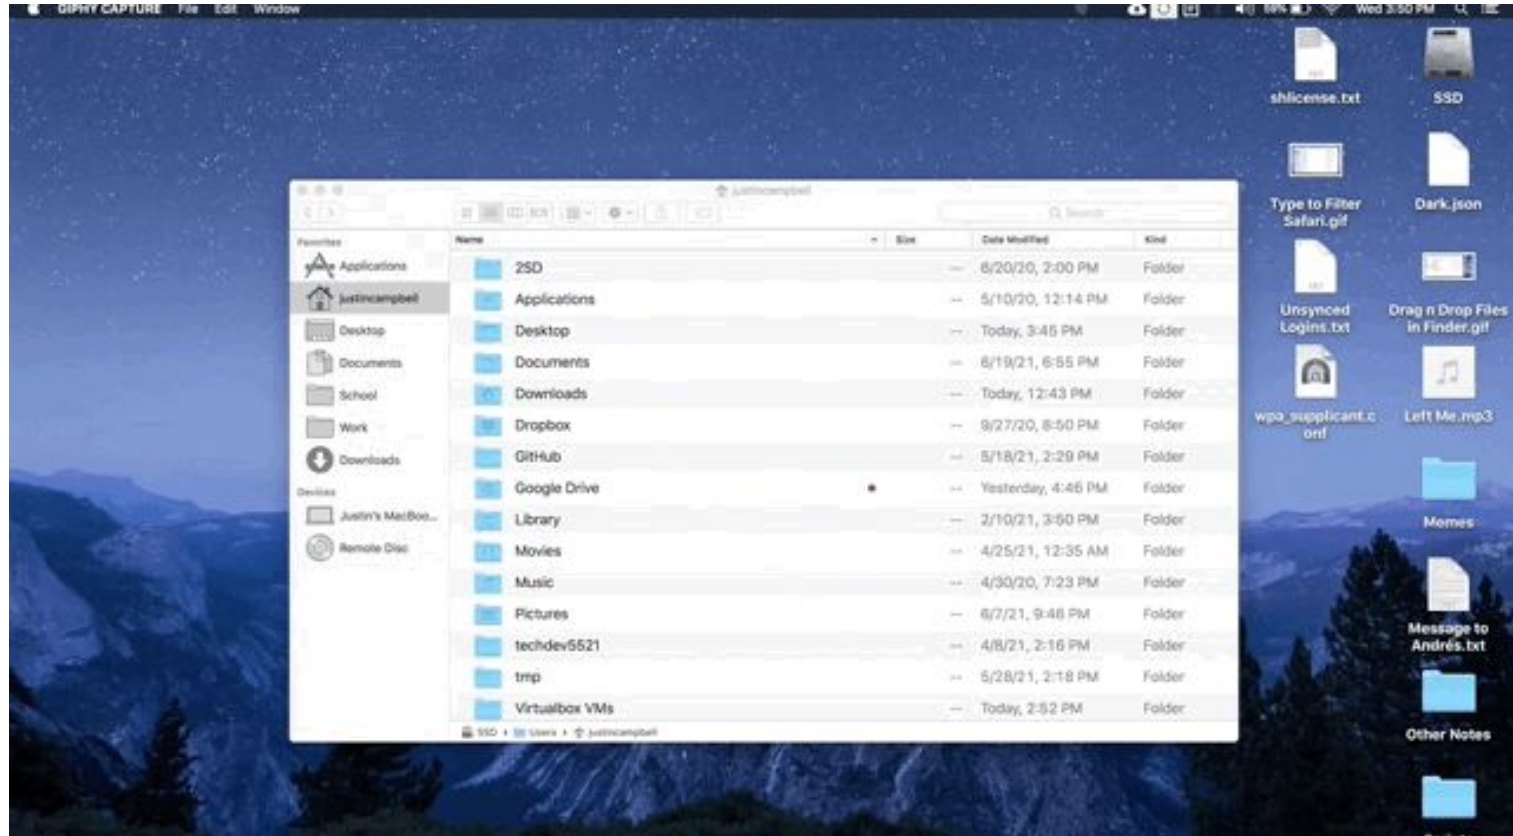 GIPHY CAPTURE File Edit Window
59% Wed 3:50 PM
justincampbell
Search
Favorites
Applications
justincampbell
Desktop
Documents
School
Work
Downloads
Devices
Justin's MacBoo...
Remote Disc
Name Size Date Modified Kind
2SD -- 6/20/20, 2:00 PM Folder
Applications -- 5/10/20, 12:14 PM Folder
Desktop -- Today, 3:45 PM Folder
Documents -- 6/19/21, 6:55 PM Folder
Downloads -- Today, 12:43 PM Folder
Dropbox -- 9/27/20, 8:50 PM Folder
GitHub -- 5/18/21, 2:29 PM Folder
Google Drive -- Yesterday, 4:46 PM Folder
Library -- 2/10/21, 3:50 PM Folder
Movies -- 4/25/21, 12:35 AM Folder
Music -- 4/30/20, 7:23 PM Folder
Pictures -- 6/7/21, 9:46 PM Folder
techdev5521 -- 4/8/21, 2:16 PM Folder
tmp -- 5/28/21, 2:18 PM Folder
Virtualbox VMs -- Today, 2:52 PM Folder
SSD Users justincampbell
shlicense.txt
SSD
Type to Filter
Safari.gif
Dark.json
Unsynced
Logins.txt
Drag n Drop Files
in Finder.gif
wpa_supplicant.c
onf
Left Me.mp3
Memes
Message to
Andrés.txt
Other Notes